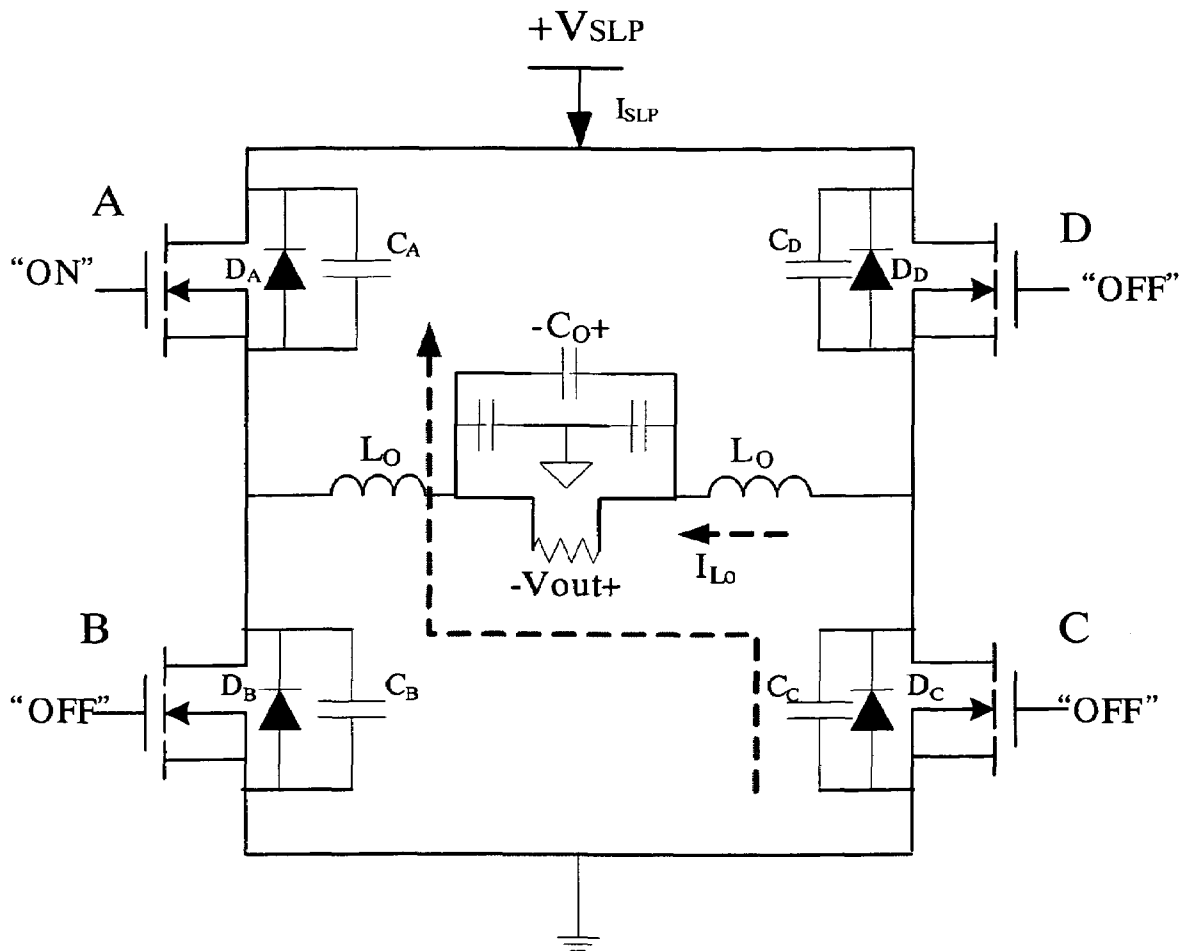 +VSLP
ISLP
A
D
CA
CD
DA
DD
“ON”
“OFF”
-CO+
LO
LO
-Vout+
ILo
B
C
DB
CB
CC
DC
“OFF”
“OFF”